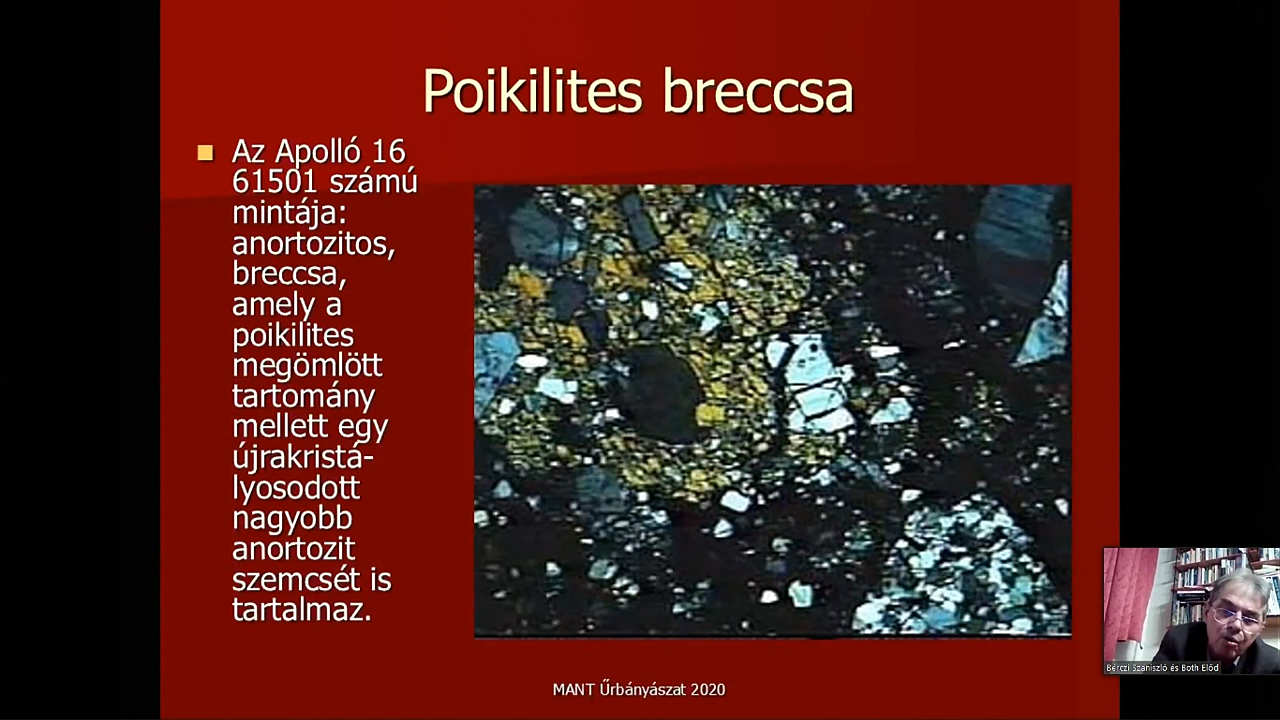 Poikilites breccsa
Az Apolló 16
61501 számú
mintája:
anortozitos,
breccsa,
amely a
poikilites
megömlött
tartomány
mellett egy
újrakristá-
lyosodott
nagyobb
anortozit
szemcsét is
tartalmaz.
MANT Űrbányászat 2020
Bérczi Szaniszló és Both Előd